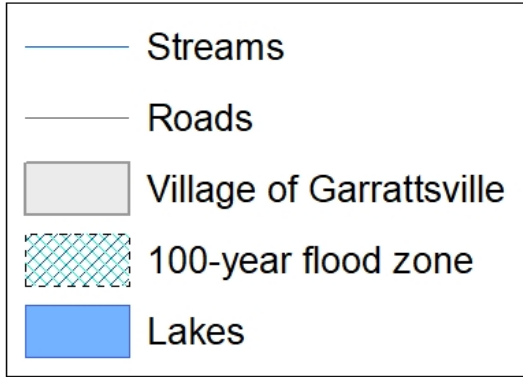 Streams
Roads
Village of Garrattsville
100-year flood zone
Lakes